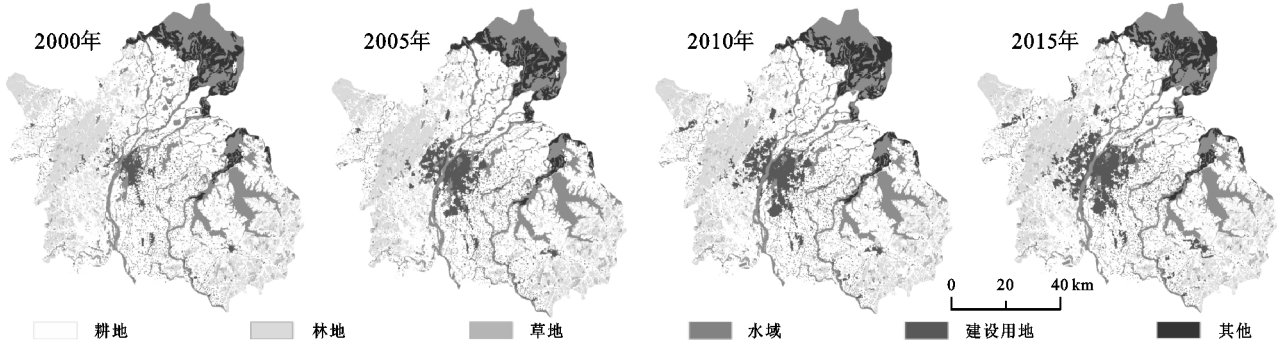 2000年
2005年
2010年
2015年
0 20 40 km
耕地 林地 草地 水域 建设用地 其他